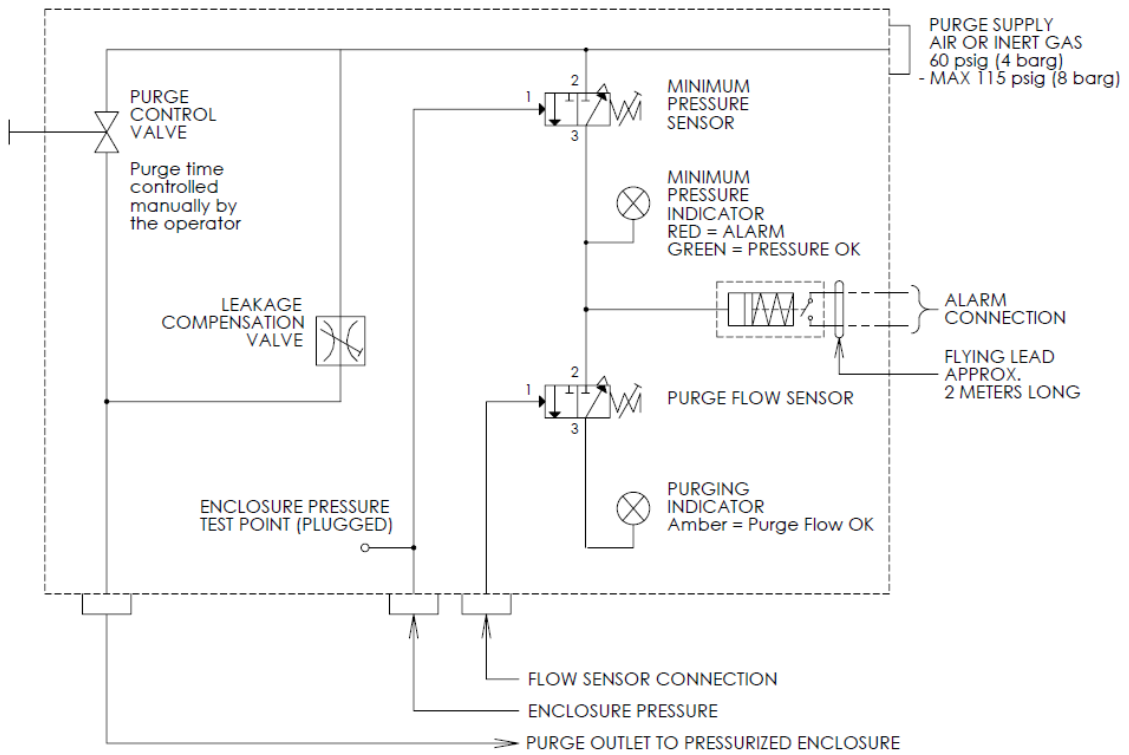 PURGE SUPPLY
AIR OR INERT GAS
60 psig (4 barg)
- MAX 115 psig (8 barg)
PURGE
CONTROL
VALVE
Purge time
controlled
manually by
the operator
2
1
3
MINIMUM
PRESSURE
SENSOR
MINIMUM
PRESSURE
INDICATOR
RED = ALARM
GREEN = PRESSURE OK
LEAKAGE
COMPENSATION
VALVE
ALARM
CONNECTION
FLYING LEAD
APPROX.
2 METERS LONG
2
1
3
PURGE FLOW SENSOR
ENCLOSURE PRESSURE
TEST POINT (PLUGGED)
PURGING
INDICATOR
Amber = Purge Flow OK
FLOW SENSOR CONNECTION
ENCLOSURE PRESSURE
PURGE OUTLET TO PRESSURIZED ENCLOSURE